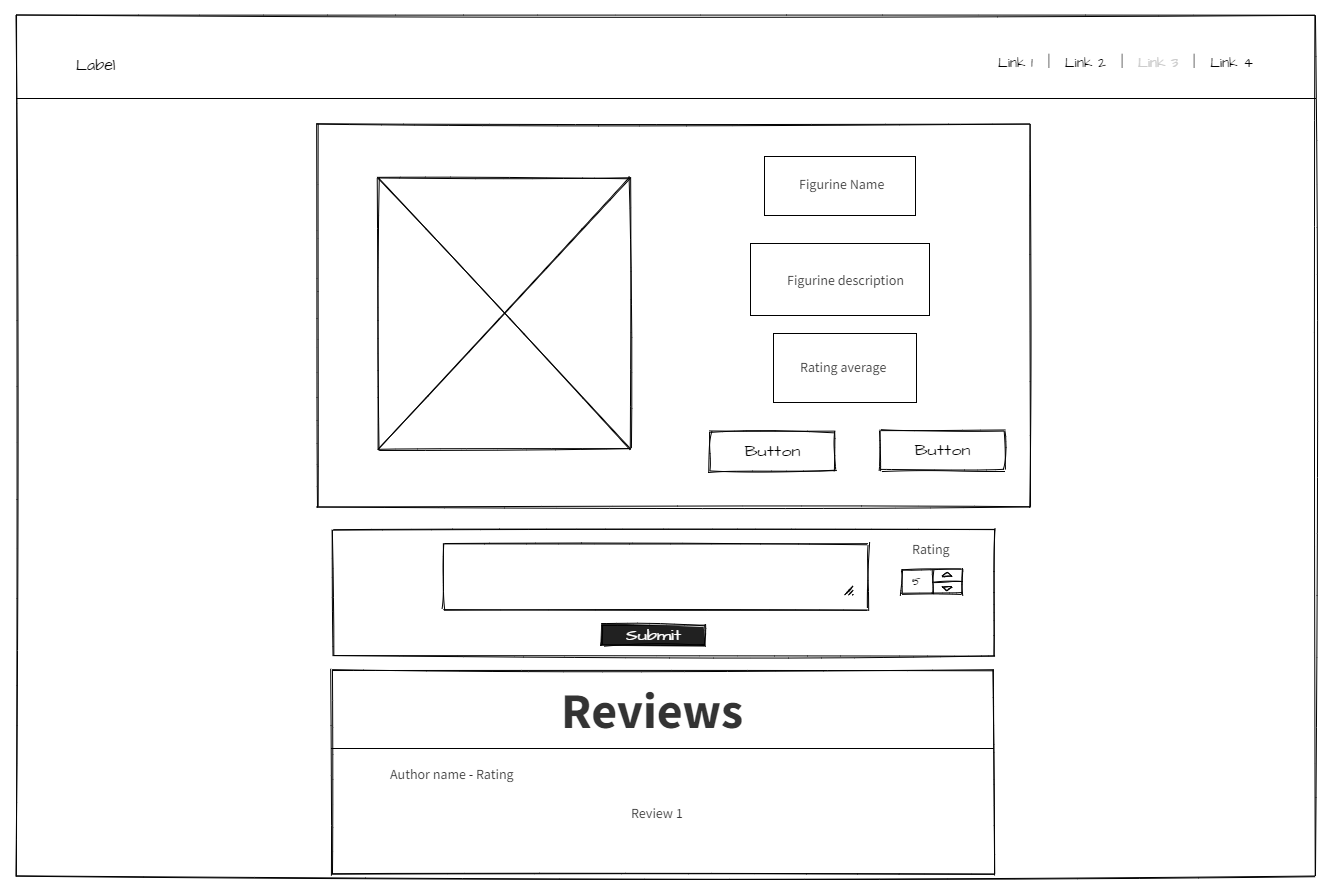 Label
Link 1 | Link 2 | Link 3 | Link 4
Figurine Name
Figurine description
Rating average
Button
Button
Rating
5
Submit
Reviews
Author name - Rating
Review 1